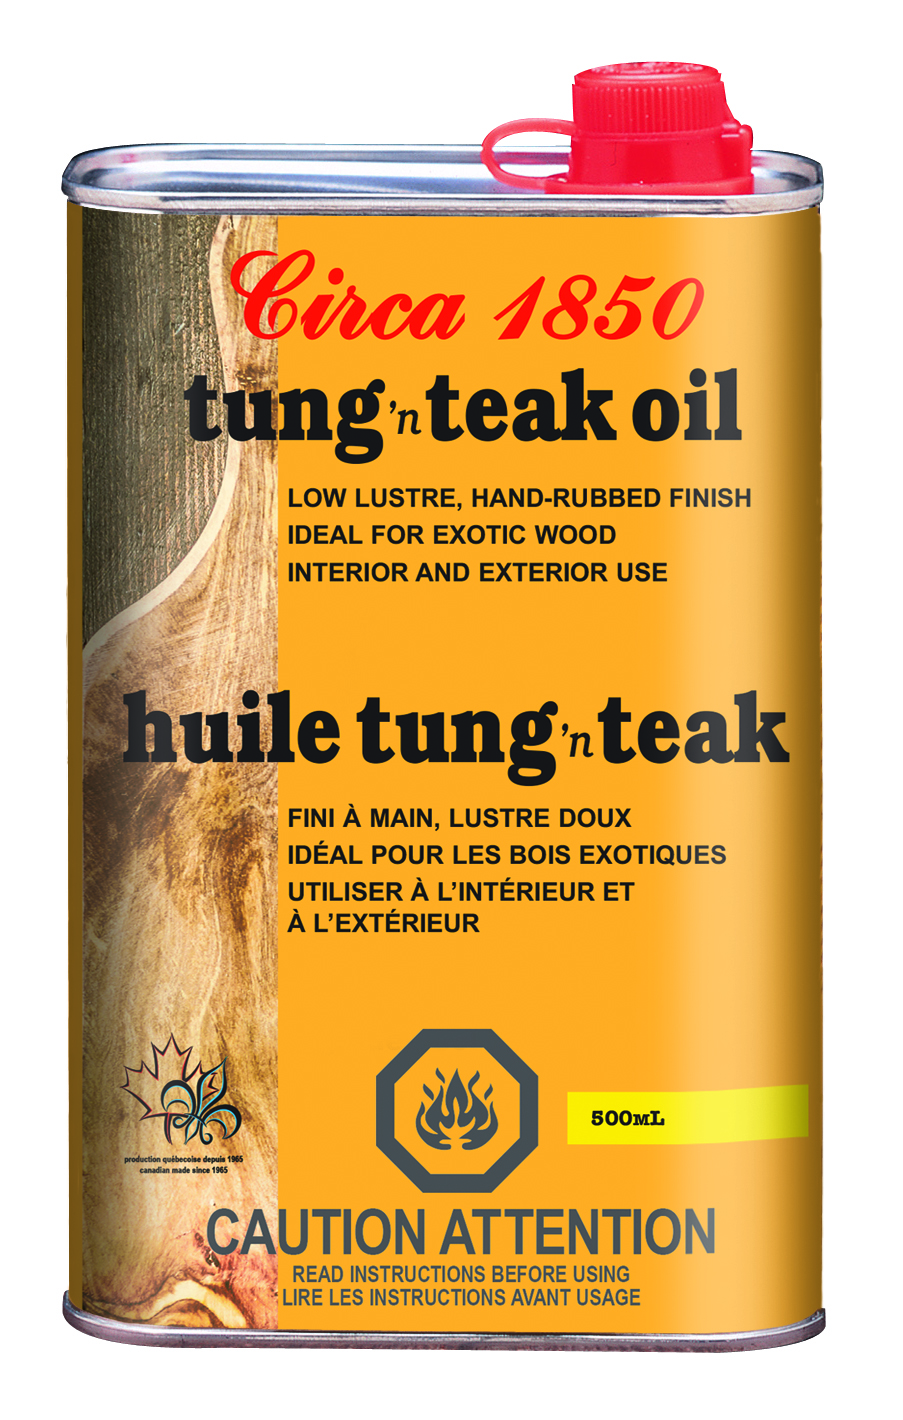 Circa 1850
tung 'n teak oil
LOW LUSTRE, HAND-RUBBED FINISH
IDEAL FOR EXOTIC WOOD
INTERIOR AND EXTERIOR USE
huile tung 'n teak
FINI À MAIN, LUSTRE DOUX
IDÉAL POUR LES BOIS EXOTIQUES
UTILISER À L'INTÉRIEUR ET
À L'EXTÉRIEUR
500mL
production québecoise depuis 1965
canadian made since 1965
CAUTION ATTENTION
READ INSTRUCTIONS BEFORE USING
LIRE LES INSTRUCTIONS AVANT USAGE